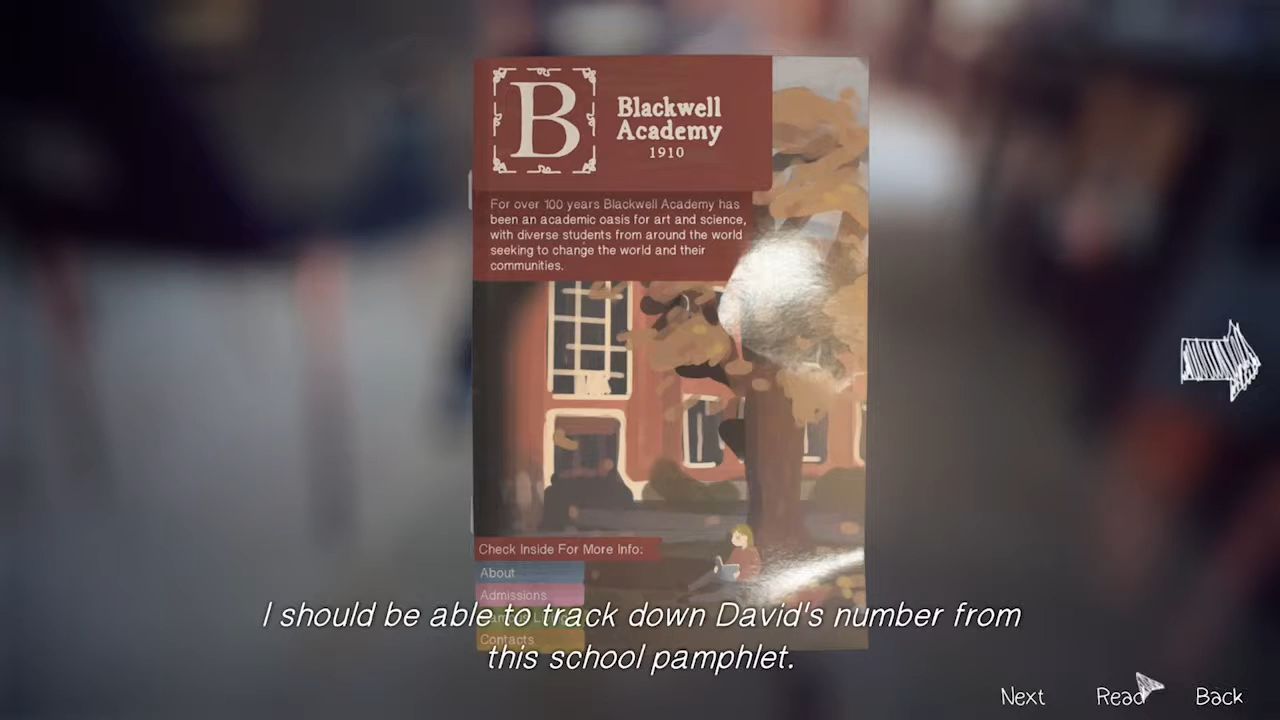 B
Blackwell
Academy
1910
For over 100 years Blackwell Academy has
been an academic oasis for art and science,
with diverse students from around the world
seeking to change the world and their
communities.
Check Inside For More Info:
About
Admissions
Contacts
I should be able to track down David's number from
this school pamphlet.
Next Read Back